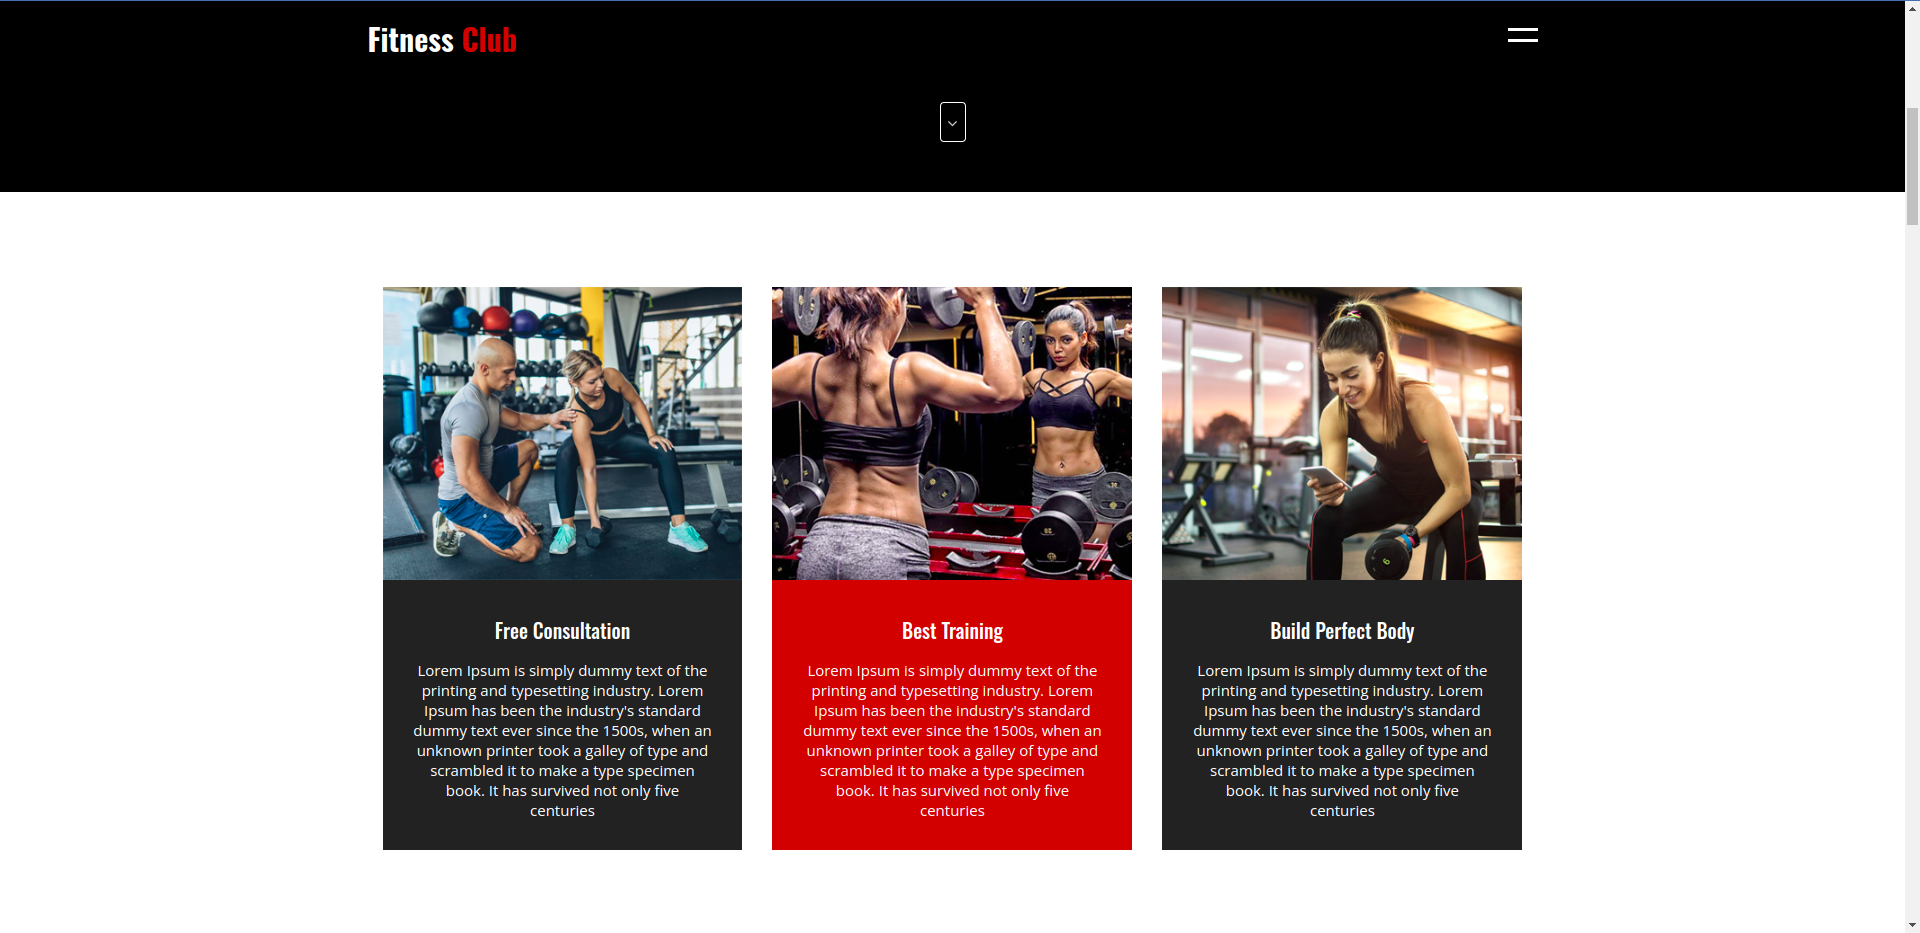 Fitness Club
Free Consultation
Lorem Ipsum is simply dummy text of the
printing and typesetting industry. Lorem
Ipsum has been the industry's standard
dummy text ever since the 1500s, when an
unknown printer took a galley of type and
scrambled it to make a type specimen
book. It has survived not only five
centuries
Best Training
Lorem Ipsum is simply dummy text of the
printing and typesetting industry. Lorem
Ipsum has been the industry's standard
dummy text ever since the 1500s, when an
unknown printer took a galley of type and
scrambled it to make a type specimen
book. It has survived not only five
centuries
Build Perfect Body
Lorem Ipsum is simply dummy text of the
printing and typesetting industry. Lorem
Ipsum has been the industry's standard
dummy text ever since the 1500s, when an
unknown printer took a galley of type and
scrambled it to make a type specimen
book. It has survived not only five
centuries